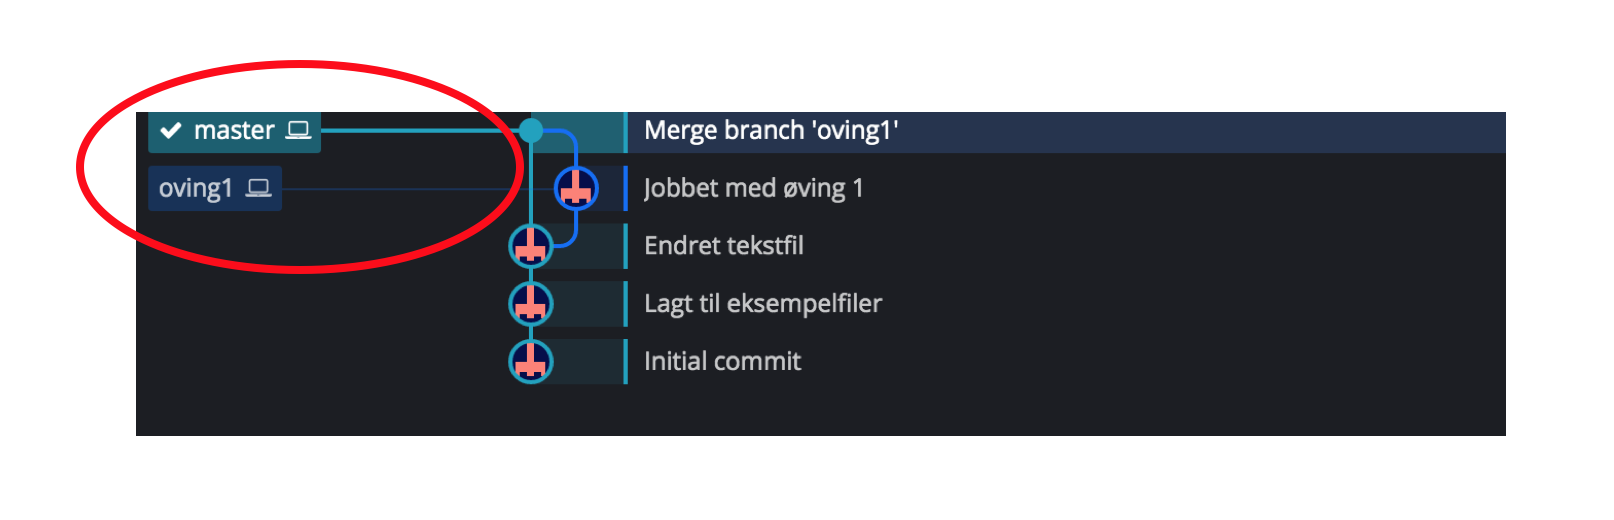 master
Merge branch 'oving1'
oving1
Jobbet med øving 1
Endret tekstfil
Lagt til eksempelfiler
Initial commit